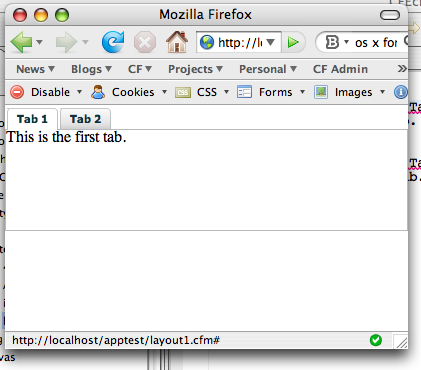 Mozilla Firefox
http://l
os x for
News Blogs CF Projects Personal CF Admin »
Disable Cookies CSS Forms Images
Tab 1 Tab 2
This is the first tab.
http://localhost/apptest/layout1.cfm#
vas